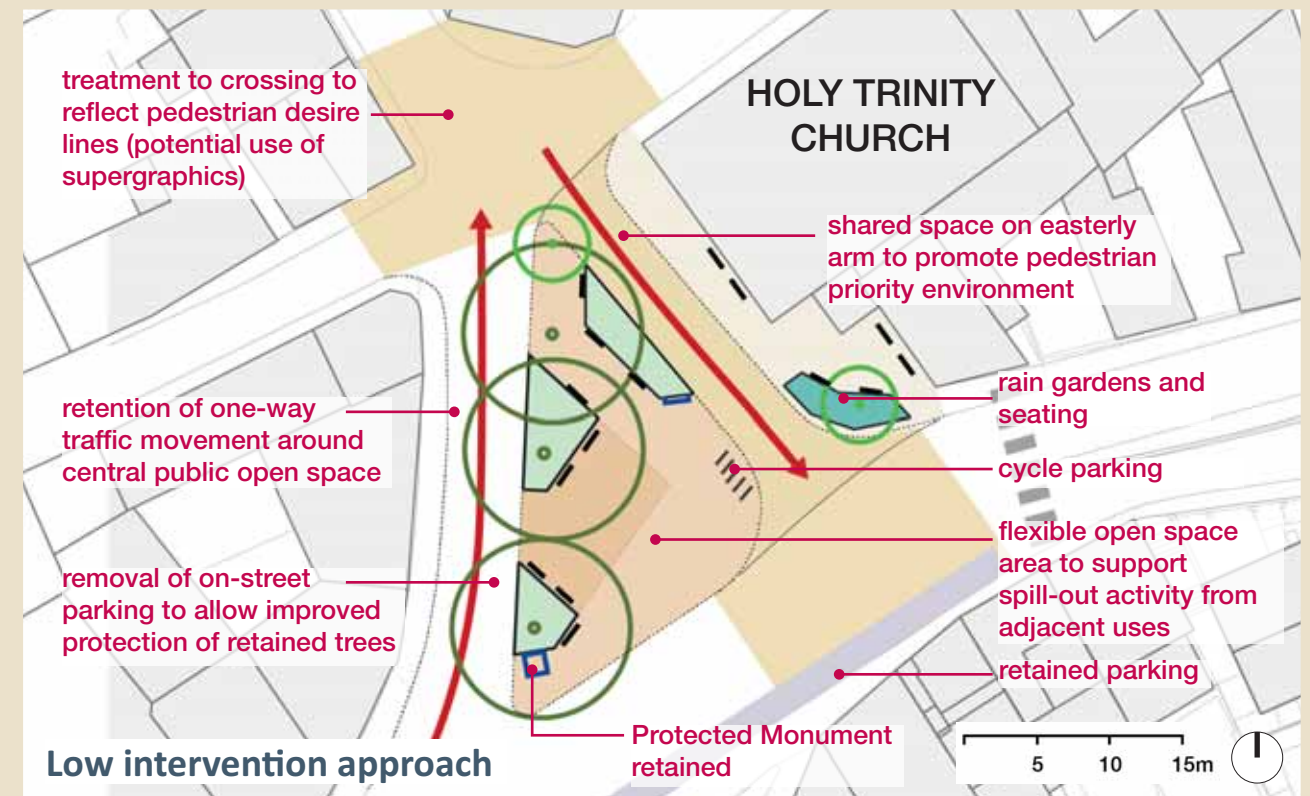 treatment to crossing to
reflect pedestrian desire
lines (potential use of
supergraphics)
HOLY TRINITY
CHURCH
shared space on easterly
arm to promote pedestrian
priority environment
retention of one-way
traffic movement around
central public open space
rain gardens and
seating
cycle parking
flexible open space
area to support
spill-out activity from
adjacent uses
removal of on-street
parking to allow improved
protection of retained trees
retained parking
Protected Monument
retained
Low intervention approach
5 10 15m